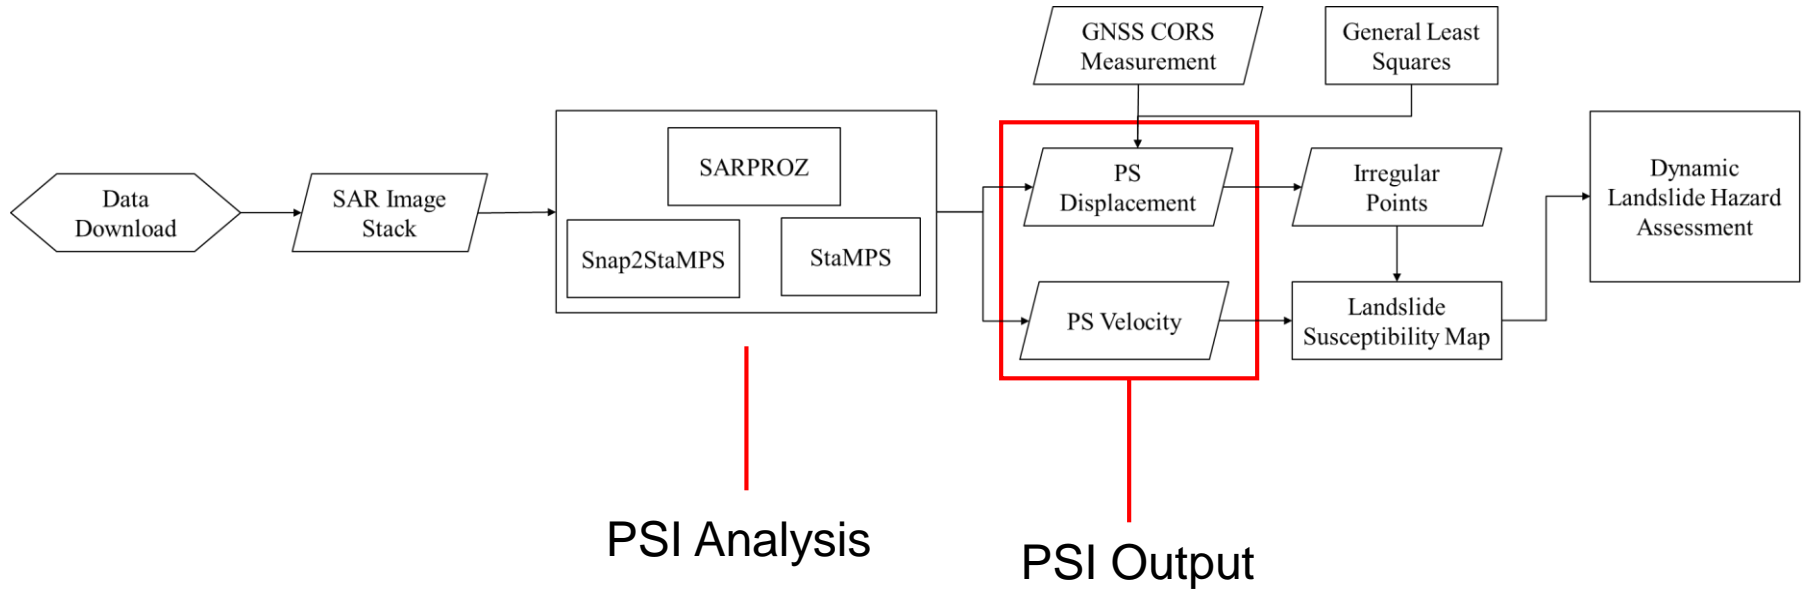 Data
Download
SAR Image
Stack
SARPROZ
Snap2StaMPS
StaMPS
GNSS CORS
Measurement
General Least
Squares
PS
Displacement
PS Velocity
Irregular
Points
Landslide
Susceptibility Map
Dynamic
Landslide Hazard
Assessment
PSI Analysis
PSI Output